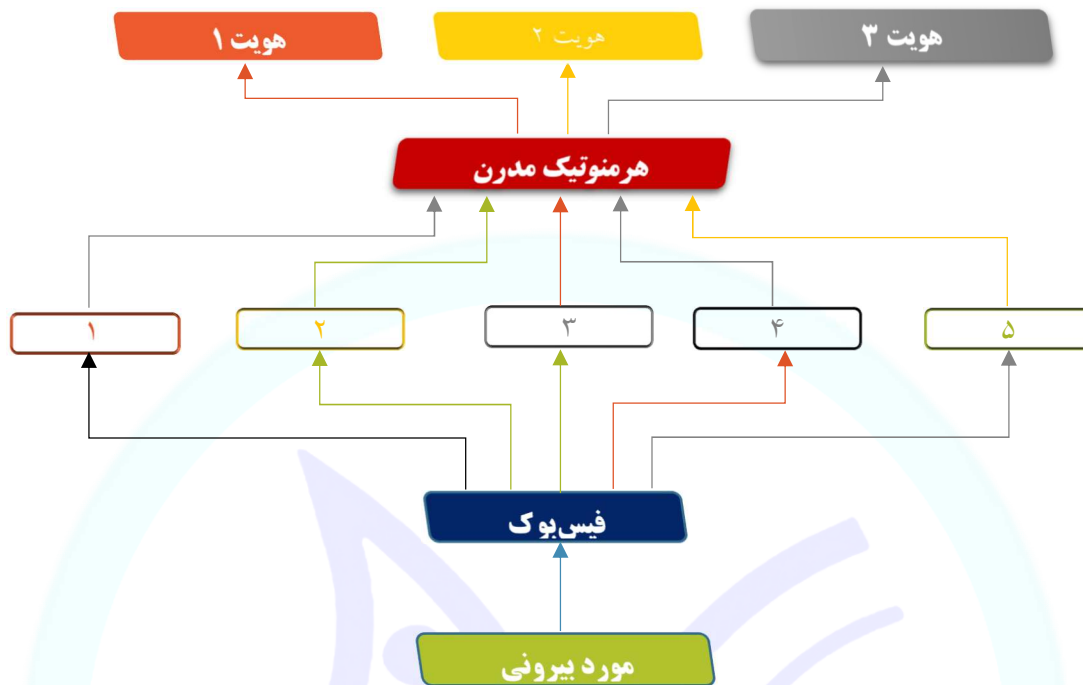 هویت ۱
هویت ۲
هویت ۳
هرمنوتیک مدرن
۱
۲
۳
۴
۵
فیس‌بوک
مورد بیرونی